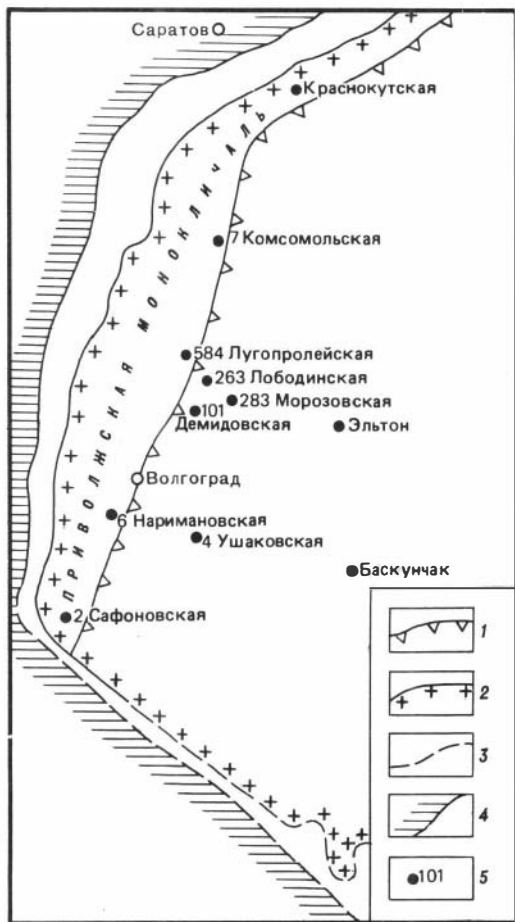 Саратов
Краснокутская
ПРИВОЛЖСКАЯ МОНОКЛИЧАЛЬ
7 Комсомольская
584 Лугопролейская
263 Лободинская
283 Морозовская
101
Демидовская
Эльтон
Волгоград
6 Наримановская
4 Ушаковская
Баскунчак
2 Сафоновская
1
2
3
4
101 5